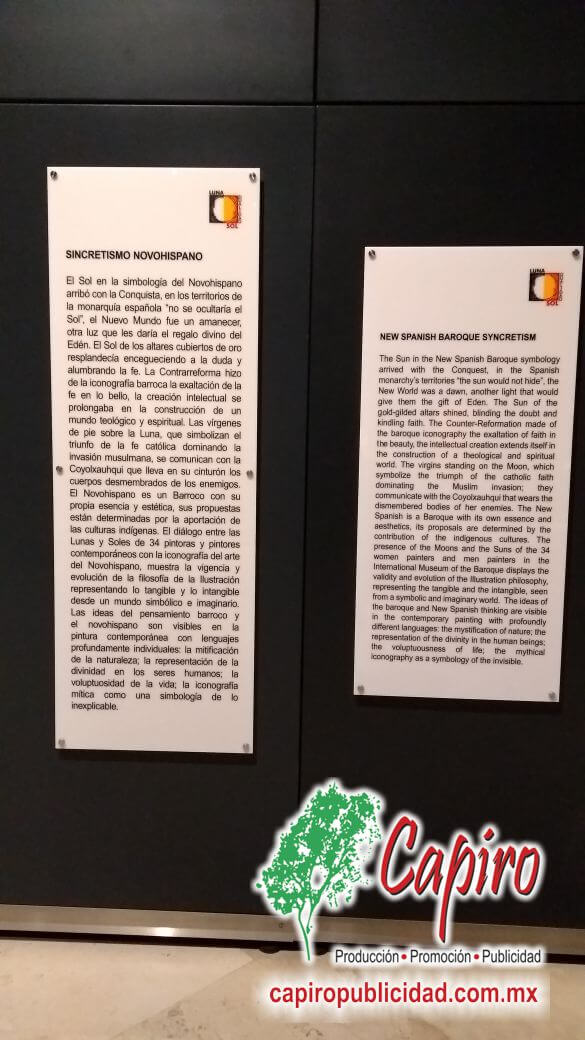 LUNA
SOL
SINCRETISMO NOVOHISPANO
El Sol en la simbología del Novohispano
arribó con la Conquista, en los territorios de
la monarquía española “no se ocultaría el
Sol”, el Nuevo Mundo fue un amanecer,
otra luz que les daría el regalo divino del
Edén. El Sol de los altares cubiertos de oro
resplandecía encegueciendo a la duda y
alumbrando la fe. La Contrarreforma hizo
de la iconografía barroca la exaltación de la
fe en lo bello, la creación intelectual se
prolongaba en la construcción de un
mundo teológico y espiritual. Las vírgenes
de pie sobre la Luna, que simbolizan el
triunfo de la fe católica dominando la
invasión musulmana, se comunican con la
Coyolxauhqui que lleva en su cinturón los
cuerpos desmembrados de los enemigos.
El Novohispano es un Barroco con su
propia esencia y estética, sus propuestas
están determinadas por la aportación de
las culturas indígenas. El diálogo entre las
Lunas y Soles de 34 pintoras y pintores
contemporáneos con la iconografía del arte
del Novohispano, muestra la vigencia y
evolución de la filosofía de la Ilustración
representando lo tangible y lo intangible
desde un mundo simbólico e imaginario.
Las ideas del pensamiento barroco y
el novohispano son visibles en la
pintura contemporánea con lenguajes
profundamente individuales: la mitificación
de la naturaleza; la representación de la
divinidad en los seres humanos; la
voluptuosidad de la vida; la iconografía
mítica como una simbología de lo
inexplicable.
LUNA
SOL
NEW SPANISH BAROQUE SYNCRETISM
The Sun in the New Spanish Baroque symbology
arrived with the Conquest, in the Spanish
monarchy's territories “the sun would not hide”, the
New World was a dawn, another light that would
give them the gift of Eden. The Sun of the
gold-gilded altars shined, blinding the doubt and
kindling faith. The Counter-Reformation made of
the baroque iconography the exaltation of faith in
the beauty, the intellectual creation extends itself in
the construction of a theological and spiritual
world. The virgins standing on the Moon, which
symbolize the triumph of the catholic faith
dominating the Muslim invasion; they
communicate with the Coyolxauhqui that wears the
dismembered bodies of her enemies. The New
Spanish is a Baroque with its own essence and
aesthetics, its proposals are determined by the
contribution of the indigenous cultures. The
presence of the Moons and the Suns of the 34
women painters and men painters in the
International Museum of the Baroque displays the
validity and evolution of the Illustration philosophy,
representing the tangible and the intangible, seen
from a symbolic and imaginary world. The ideas of
the baroque and New Spanish thinking are visible
in the contemporary painting with profoundly
different languages: the mystification of nature; the
representation of the divinity in the human beings;
the voluptuousness of life; the mythical
iconography as a symbology of the invisible.
Capiro
Producción • Promoción • Publicidad
capiropublicidad.com.mx